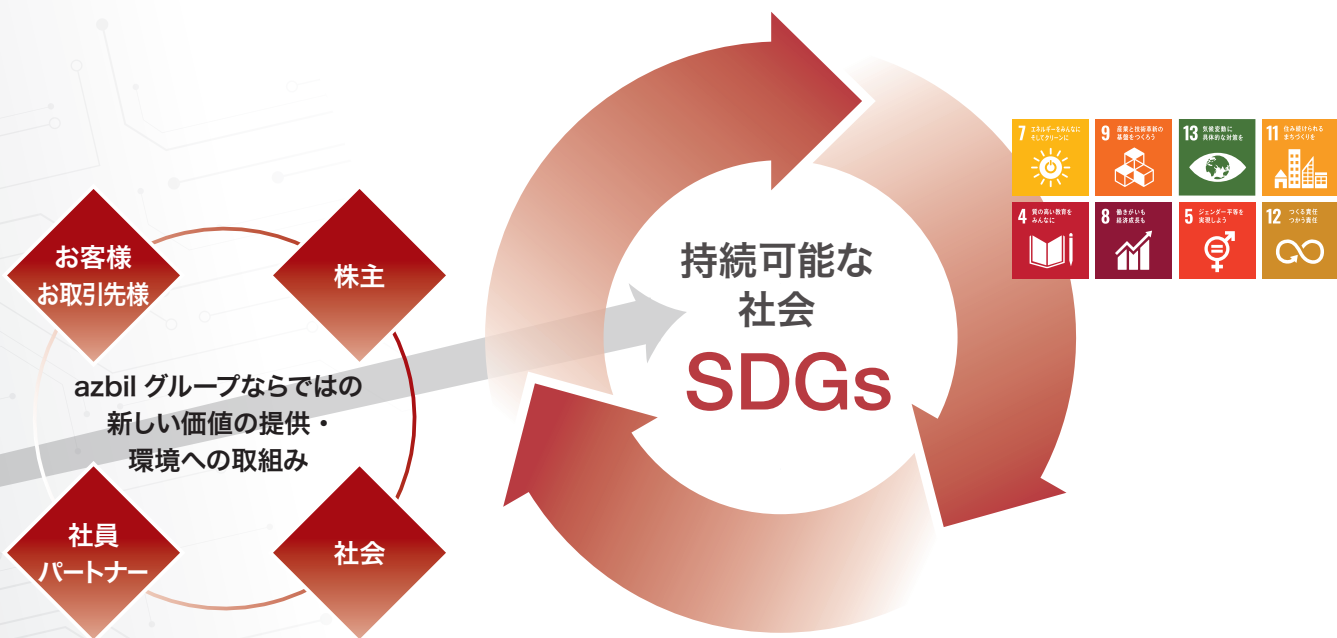 お客様
お取引先様
株主
azbil グループならではの
新しい価値の提供・
環境への取組み
社員
パートナー
社会
持続可能な
社会
SDGs
7 エネルギーをみんなに
そしてクリーンに
9 産業と技術革新の
基盤をつくろう
13 気候変動に
具体的な対策を
11 住み続けられる
まちづくりを
4 質の高い教育を
みんなに
8 働きがいも
経済成長も
5 ジェンダー平等を
実現しよう
12 つくる責任
つかう責任